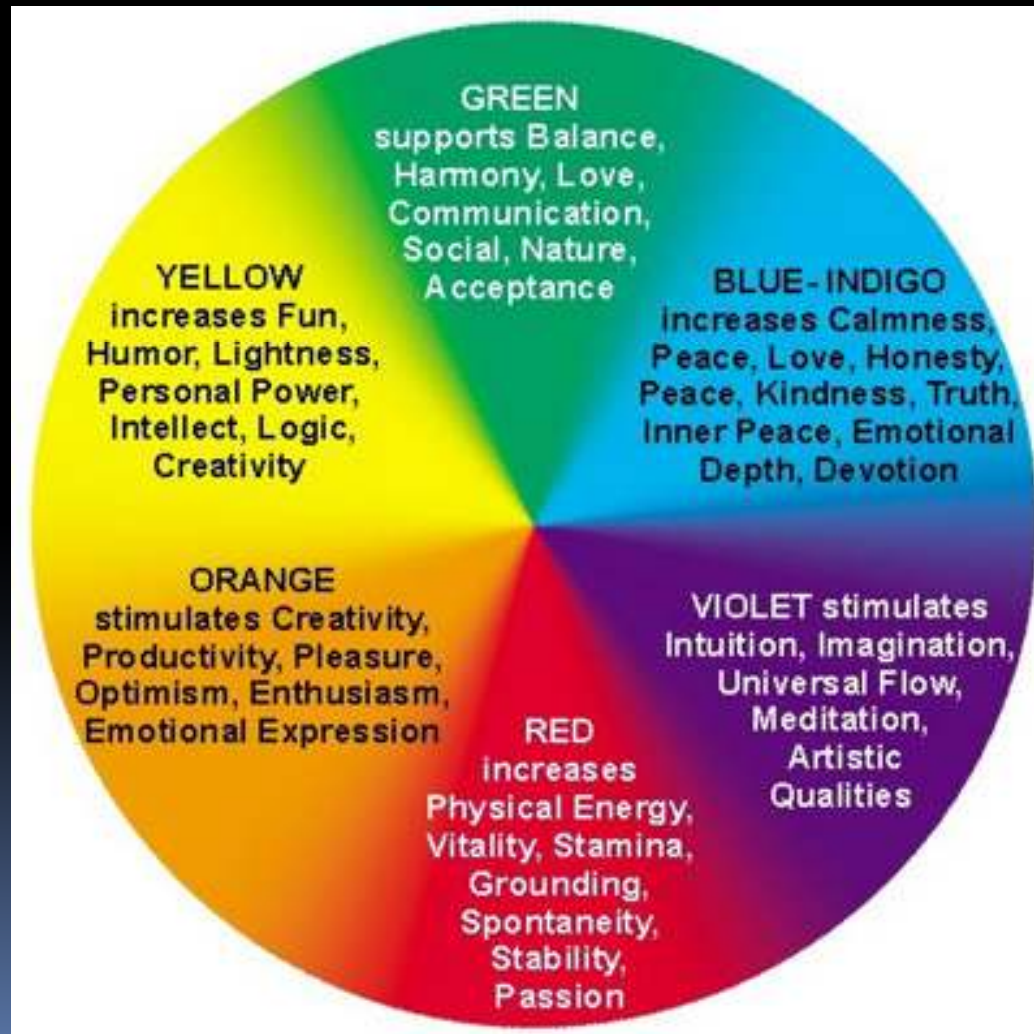 GREEN
supports Balance,
Harmony, Love,
Communication,
Social, Nature,
Acceptance
BLUE-INDIGO
increases Calmness,
Peace, Love, Honesty,
Peace, Kindness, Truth,
Inner Peace, Emotional
Depth, Devotion
VIOLET stimulates
Intuition, Imagination,
Universal Flow,
Meditation,
Artistic
Qualities
RED
increases
Physical Energy,
Vitality, Stamina,
Grounding,
Spontaneity,
Stability,
Passion
ORANGE
stimulates Creativity,
Productivity, Pleasure,
Optimism, Enthusiasm,
Emotional Expression
YELLOW
increases Fun,
Humor, Lightness,
Personal Power,
Intellect, Logic,
Creativity